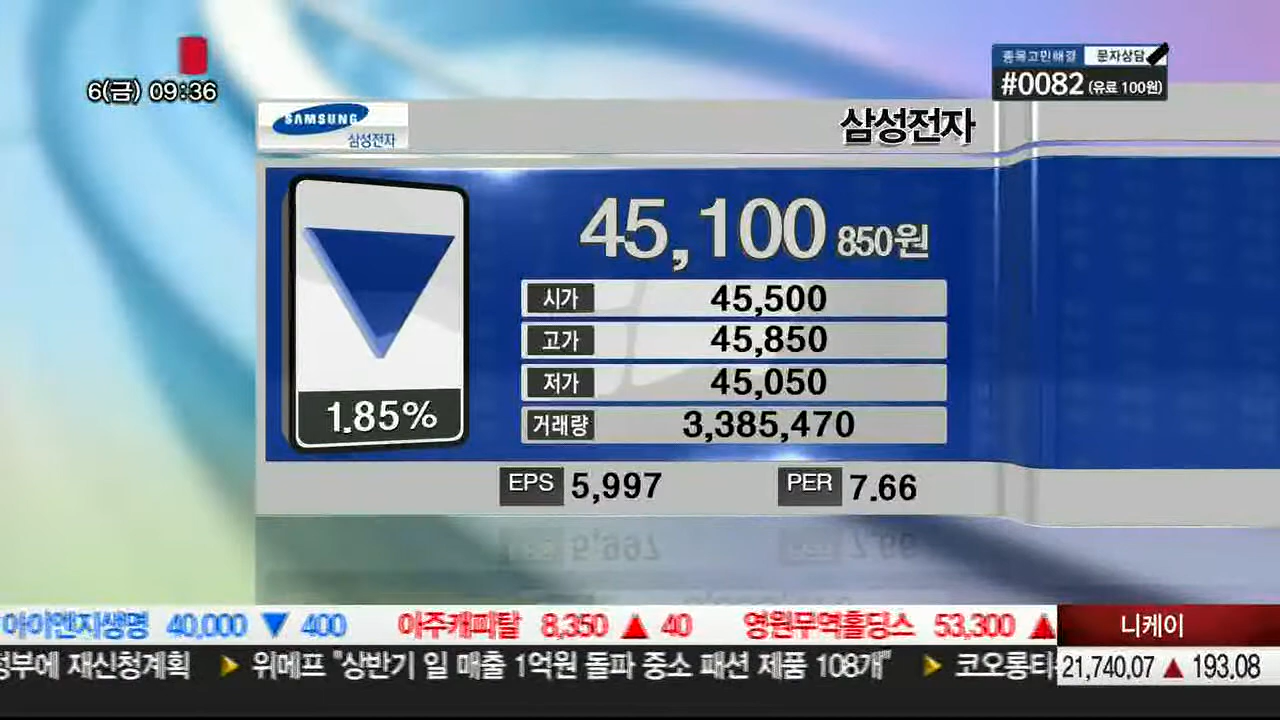 6(금) 09:36
종목고민해결 문자상담
#0082 (유료 100원)
SAMSUNG
삼성전자
삼성전자
45,100 850원
1.85%
시가 45,500
고가 45,850
저가 45,050
거래량 3,385,470
EPS 5,997 PER 7.66
아이엔지생명 40,000 ▼ 400 아주캐피탈 8,350 ▲ 40 영원무역홀딩스 53,300 ▲
니케이
정부에 재신청계획 ▶ 위메프 "상반기 일 매출 1억원 돌파 중소 패션 제품 108개" ▶ 코오롱티
21,740.07 ▲ 193.08